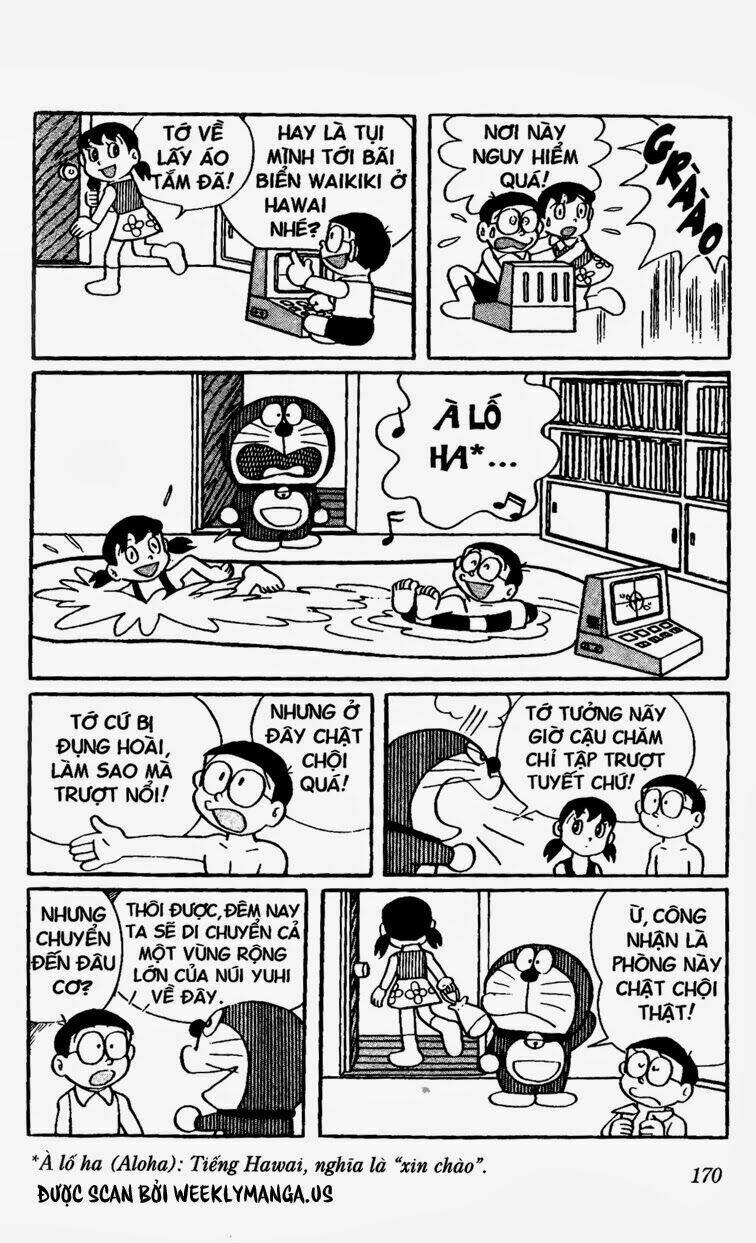 GRÀÀO
NƠI NÀY
NGUY HIỂM
QUÁ!
HAY LÀ TỤI
MÌNH TỚI BÃI
BIỂN WAIKIKI Ở
HAWAI
NHÉ?
TỚ VỀ
LẤY ÁO
TẮM ĐÃ!
À LỐ
HA*...
TỚ TƯỞNG NÃY
GIỜ CẬU CHĂM
CHỈ TẬP TRƯỢT
TUYẾT CHỨ!
NHƯNG Ở
ĐÂY CHẬT
CHỘI
QUÁ!
TỚ CỨ BỊ
ĐỤNG HOÀI,
LÀM SAO MÀ
TRƯỢT NỔI!
Ừ, CÔNG
NHẬN LÀ
PHÒNG NÀY
CHẬT CHỘI
THẬT!
THÔI ĐƯỢC, ĐÊM NAY
TA SẼ DI CHUYỂN CẢ
MỘT VÙNG RỘNG
LỚN CỦA NÚI YUHI
VỀ ĐÂY.
NHƯNG
CHUYỂN
ĐẾN ĐÂU
CƠ?
*À lố ha (Aloha): Tiếng Hawai, nghĩa là “xin chào”.
170
ĐƯỢC SCAN BỞI WEEKLYMANGA.US